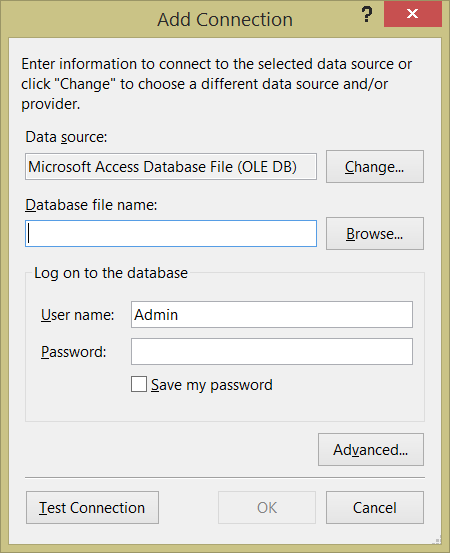 Add Connection
?
Enter information to connect to the selected data source or
click "Change" to choose a different data source and/or
provider.
Data source:
Microsoft Access Database File (OLE DB)
Change...
Database file name:
Browse...
Log on to the database
User name:
Admin
Password:
Save my password
Advanced...
Test Connection
OK
Cancel